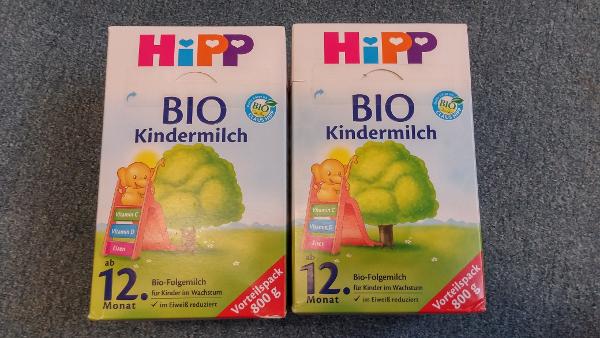 HiPP
BIO
Kindermilch
BIO
Vitamin C
Vitamin D
Eisen
ab
12.
Monat
Bio-Folgemilch
für Kinder im Wachstum
✓ im Eiweiß reduziert
Vorteilspack
800 g
HiPP
BIO
Kindermilch
BIO
Vitamin C
Vitamin D
Eisen
12.
Monat
Bio-Folgemilch
für Kinder im Wachstum
✓ im Eiweiß reduziert
Vorteilspack
800 g